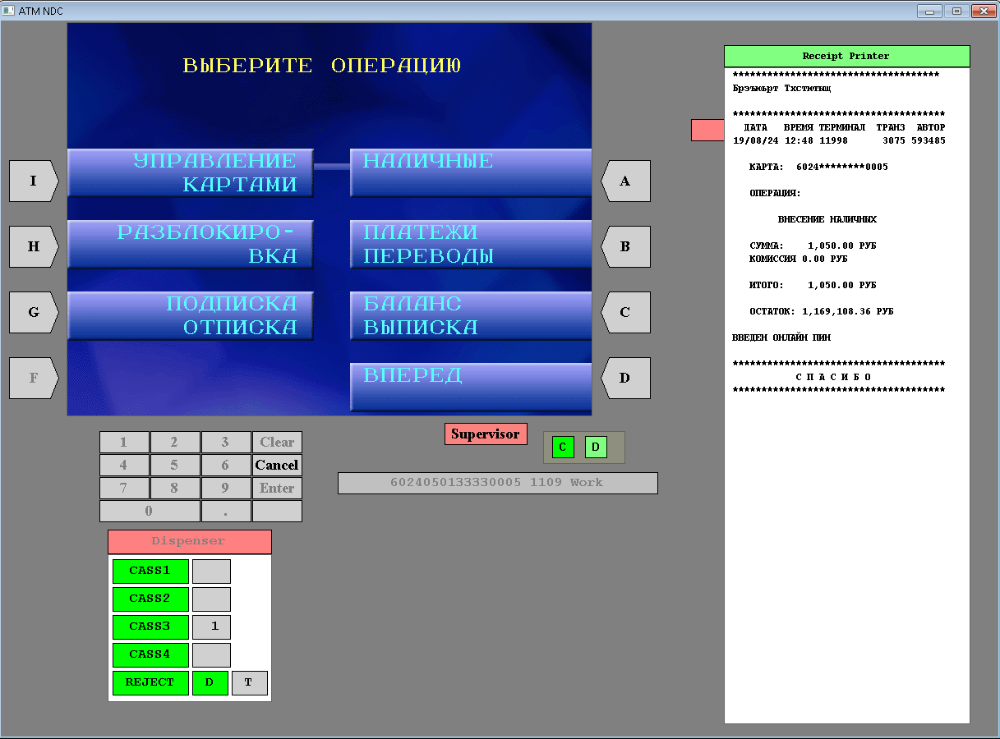 ATM NDC
ВЫБЕРИТЕ ОПЕРАЦИЮ
I
УПРАВЛЕНИЕ
КАРТАМИ
НАЛИЧНЫЕ
A
H
РАЗБЛОКИРО-
ВКА
ПЛАТЕЖИ
ПЕРЕВОДЫ
B
G
ПОДПИСКА
ОТПИСКА
БАЛАНС
ВЫПИСКА
C
F
ВПЕРЕД
D
1 2 3 Clear
4 5 6 Cancel
7 8 9 Enter
0 .
Supervisor
C D
6024050133330005 1109 Work
Dispenser
CASS1
CASS2
CASS3 1
CASS4
REJECT D T
Receipt Printer
************************************
Брэъжьрт Тхстютищ
*************************************
ДАТА ВРЕМЯ ТЕРМИНАЛ ТРАНЗ АВТОР
19/08/24 12:48 11998 3075 593485
КАРТА: 6024********0005
ОПЕРАЦИЯ:
ВНЕСЕНИЕ НАЛИЧНЫХ
СУММА: 1,050.00 РУБ
КОМИССИЯ 0.00 РУБ
ИТОГО: 1,050.00 РУБ
ОСТАТОК: 1,169,108.36 РУБ
ВВЕДЕН ОНЛАЙН ПИН
*************************************
С П А С И Б О
*************************************